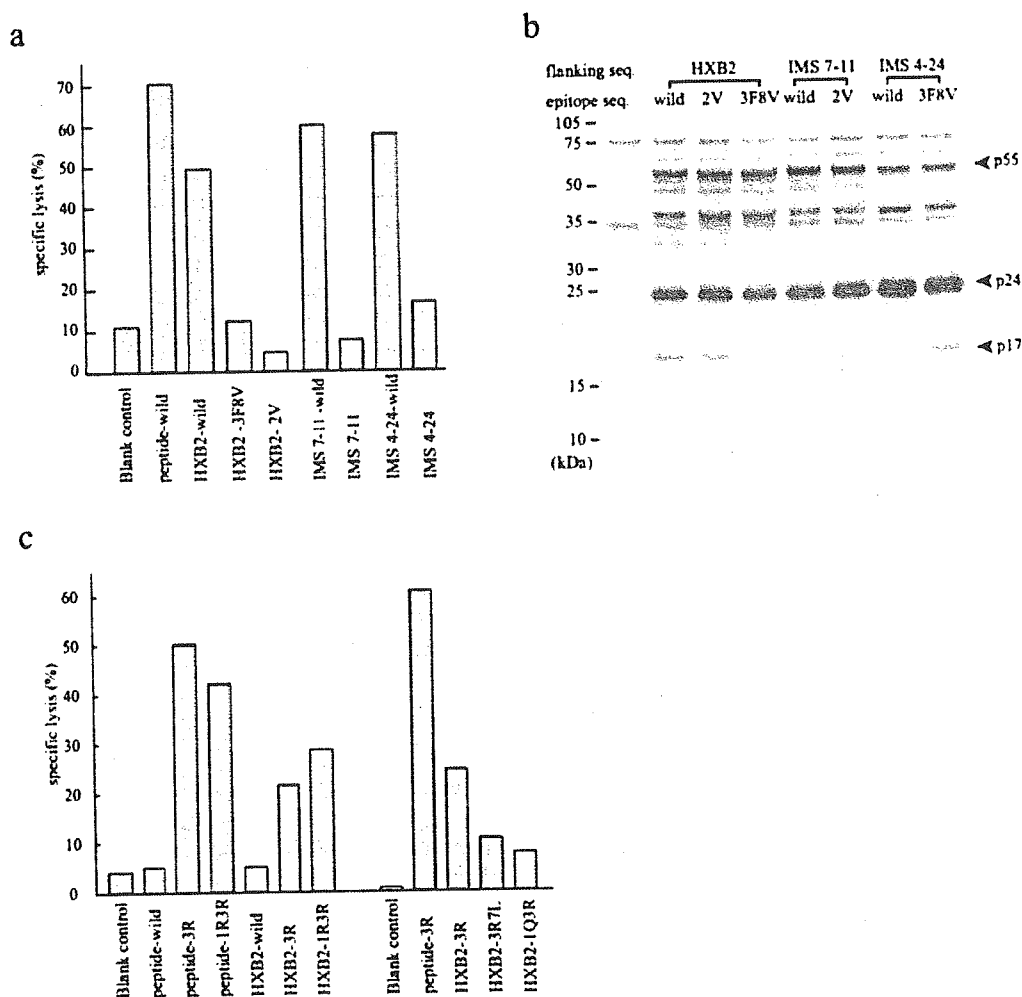 a
specific lysis (%)
70
60
50
40
30
20
10
0
Blank control
peptide-wild
HXB2-wild
HXB2 -3F8V
HXB2- 2V
IMS 7-11 -wild
IMS 7-11
IMS 4-24-wild
IMS 4-24
b
flanking seq. HXB2 IMS 7-11 IMS 4-24
epitope seq. wild 2V 3F8V wild 2V wild 3F8V
105 –
75 –
50 –
35 –
30 –
25 –
15 –
10 –
(kDa)
p55
p24
p17
c
specific lysis (%)
60
50
40
30
20
10
0
Blank control
peptide-wild
peptide-3R
peptide-1R3R
HXB2-wild
HXB2-3R
HXB2-1R3R
Blank control
peptide-3R
HXB2-3R
HXB2-3R7L
HXB2-1Q3R